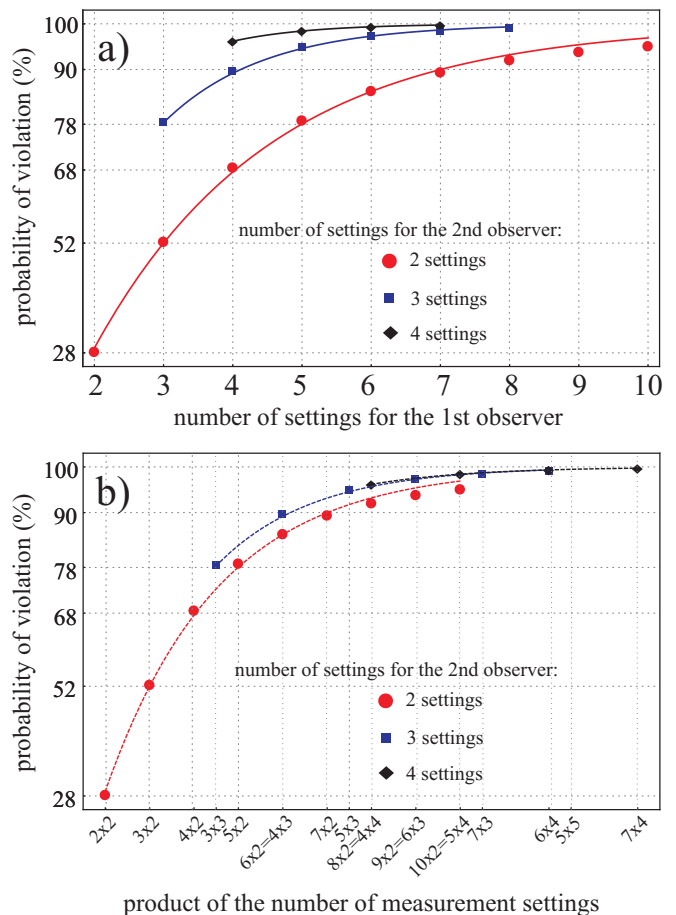 100
a)
90
78
68
52
28
probability of violation (%)
number of settings for the 2nd observer:
2 settings
3 settings
4 settings
2 3 4 5 6 7 8 9 10
number of settings for the 1st observer
100
b)
90
78
68
52
28
probability of violation (%)
number of settings for the 2nd observer:
2 settings
3 settings
4 settings
2x2
3x2
4x2
3x3
5x2
6x2=4x3
7x2
5x3
8x2=4x4
9x2=6x3
10x2=5x4
7x3
6x4
5x5
7x4
product of the number of measurement settings